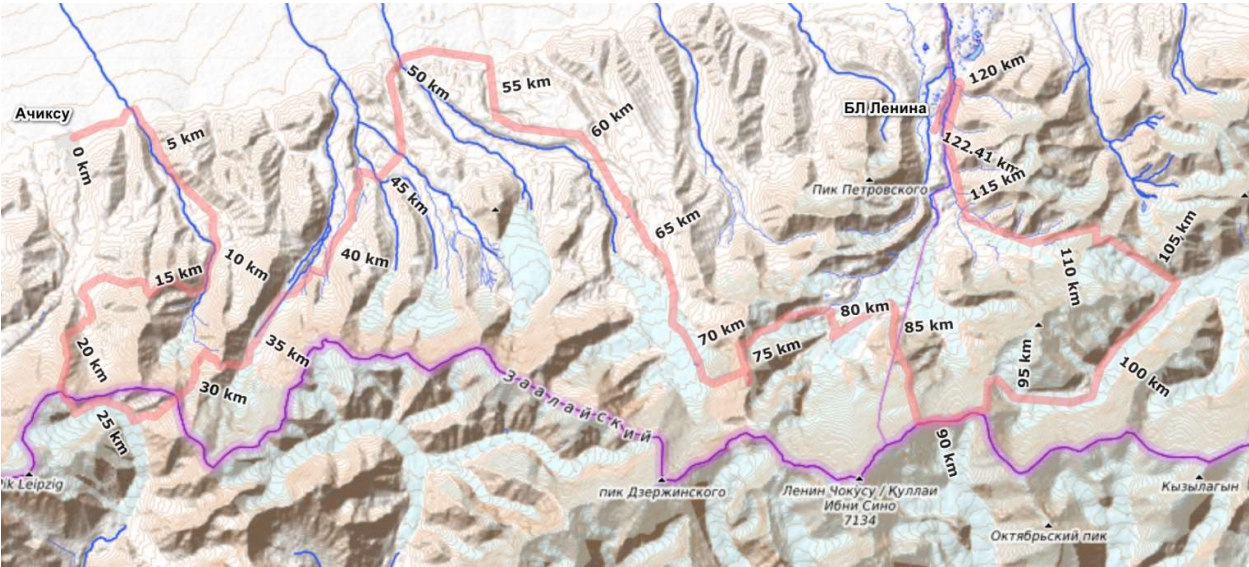 Ачиксу
0 km
5 km
10 km
15 km
20 km
25 km
30 km
35 km
40 km
45 km
50 km
55 km
60 km
65 km
70 km
75 km
80 km
85 km
90 km
95 km
100 km
105 km
110 km
115 km
122.41 km
120 km
БЛ Ленина
Пик Петровского
Заалайский
Pik Leipzig
пик Дзержинского
Ленин Чокусу / Куллаи
Ибни Сино
7134
Октябрьский пик
Кызылагын